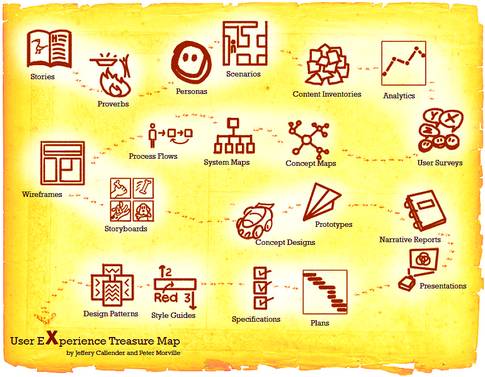 Stories
Proverbs
Personas
Scenarios
Content Inventories
Analytics
Process Flows
System Maps
Concept Maps
Y X
Z
User Surveys
Wireframes
Storyboards
Concept Designs
Prototypes
Narrative Reports
Presentations
Design Patterns
2
Red 3
Style Guides
Specifications
Plans
User EXperience Treasure Map
by Jeffery Callender and Peter Morville